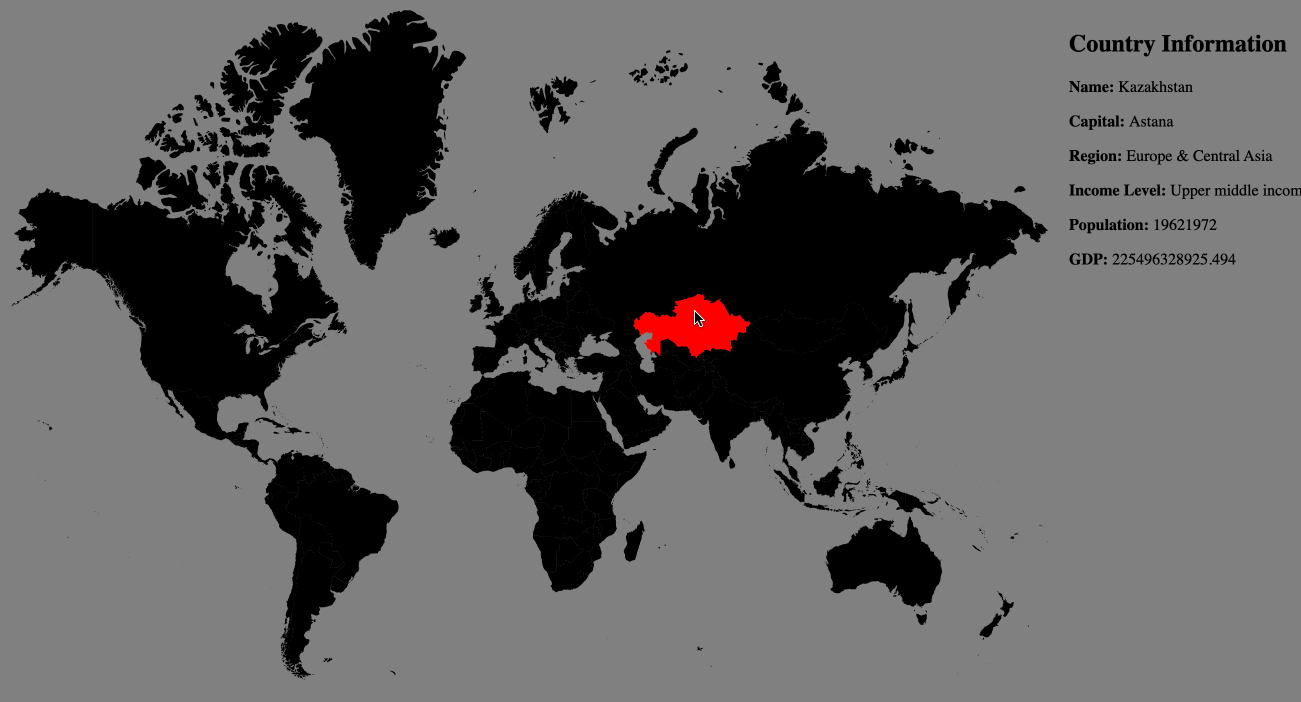 Country Information
Name: Kazakhstan
Capital: Astana
Region: Europe & Central Asia
Income Level: Upper middle incom
Population: 19621972
GDP: 225496328925.494